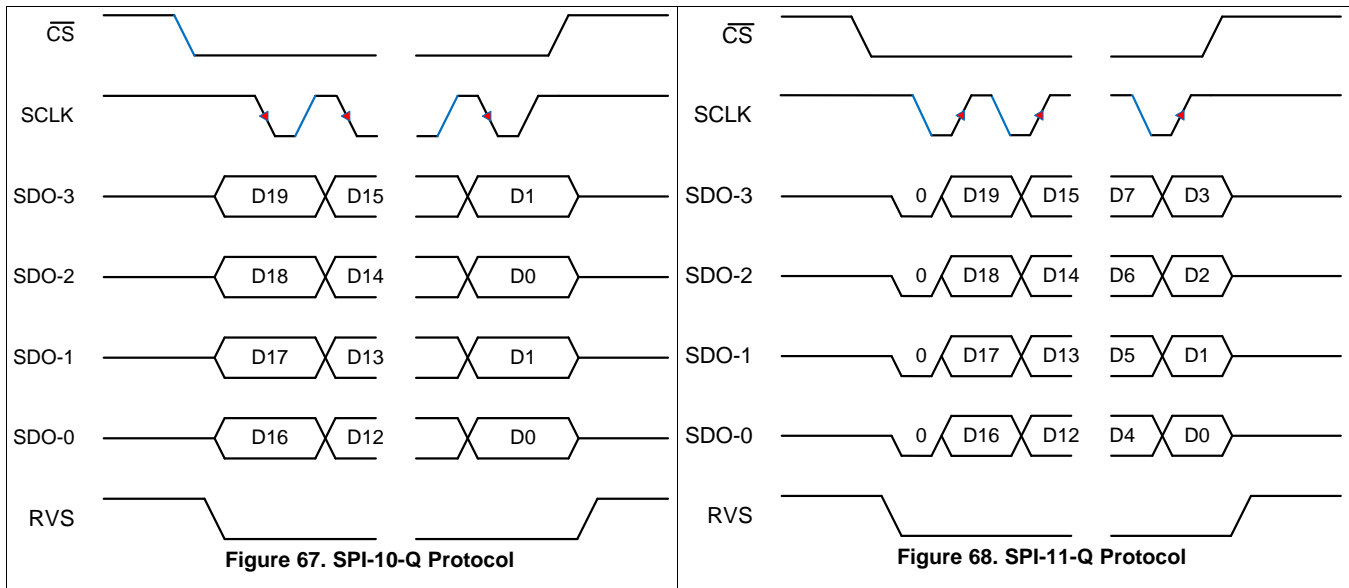 CS
SCLK
SDO-3 D19 D15 D1
SDO-2 D18 D14 D0
SDO-1 D17 D13 D1
SDO-0 D16 D12 D0
RVS
Figure 67. SPI-10-Q Protocol
CS
SCLK
SDO-3 0 D19 D15 D7 D3
SDO-2 0 D18 D14 D6 D2
SDO-1 0 D17 D13 D5 D1
SDO-0 0 D16 D12 D4 D0
RVS
Figure 68. SPI-11-Q Protocol